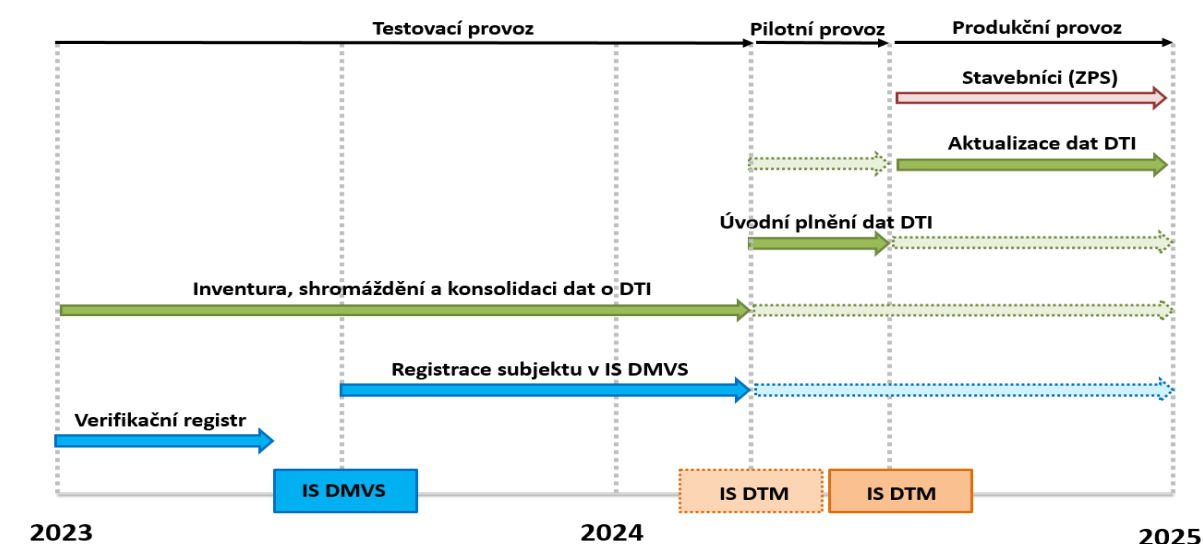 Testovací provoz
Pilotní provoz
Produkční provoz
Stavebníci (ZPS)
Aktualizace dat DTI
Úvodní plnění dat DTI
Inventura, shromáždění a konsolidaci dat o DTI
Registrace subjektu v IS DMVS
Verifikační registr
IS DMVS
IS DTM
IS DTM
2023
2024
2025